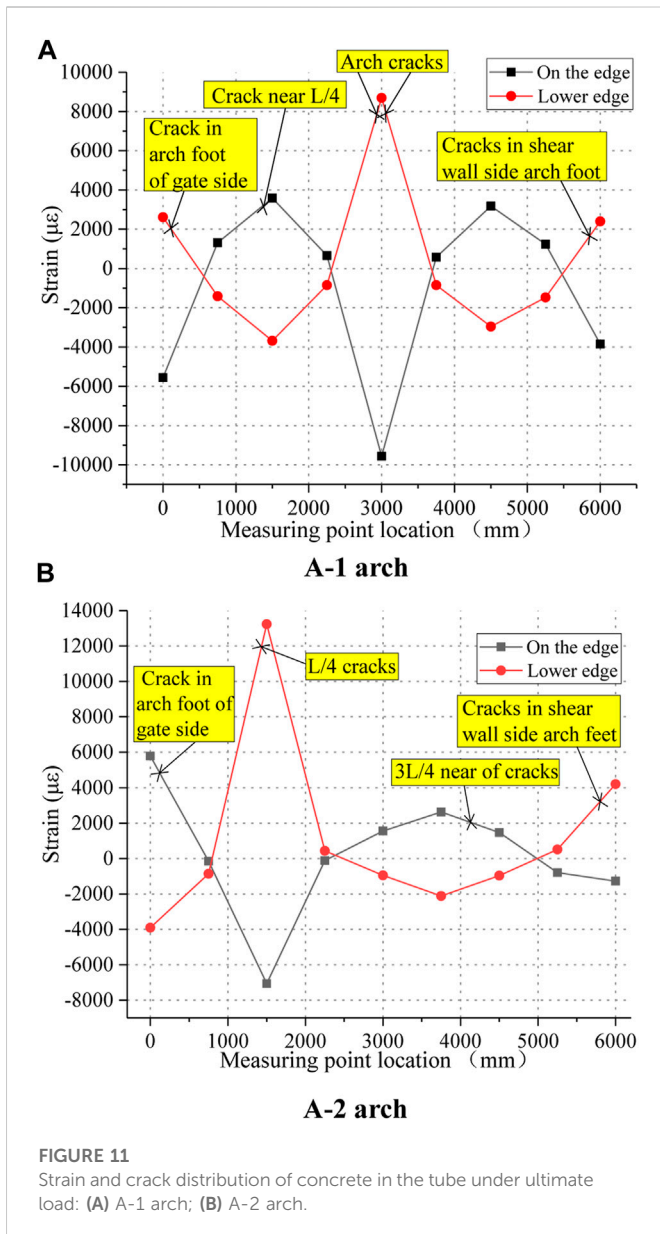 A
10000
8000
6000
4000
2000
0
-2000
-4000
-6000
-8000
-10000
Strain (με)
Arch cracks
Crack near L/4
Crack in
arch foot
of gate side
On the edge
Lower edge
Cracks in shear
wall side arch foot
0 1000 2000 3000 4000 5000 6000
Measuring point location （mm）
A-1 arch
B
14000
12000
10000
8000
6000
4000
2000
0
-2000
-4000
-6000
-8000
Strain (με)
Crack in
arch foot of
gate side
L/4 cracks
On the edge
Lower edge
Cracks in shear
wall side arch feet
3L/4 near of cracks
0 1000 2000 3000 4000 5000 6000
Measuring point location （mm）
A-2 arch
FIGURE 11
Strain and crack distribution of concrete in the tube under ultimate
load: (A) A-1 arch; (B) A-2 arch.